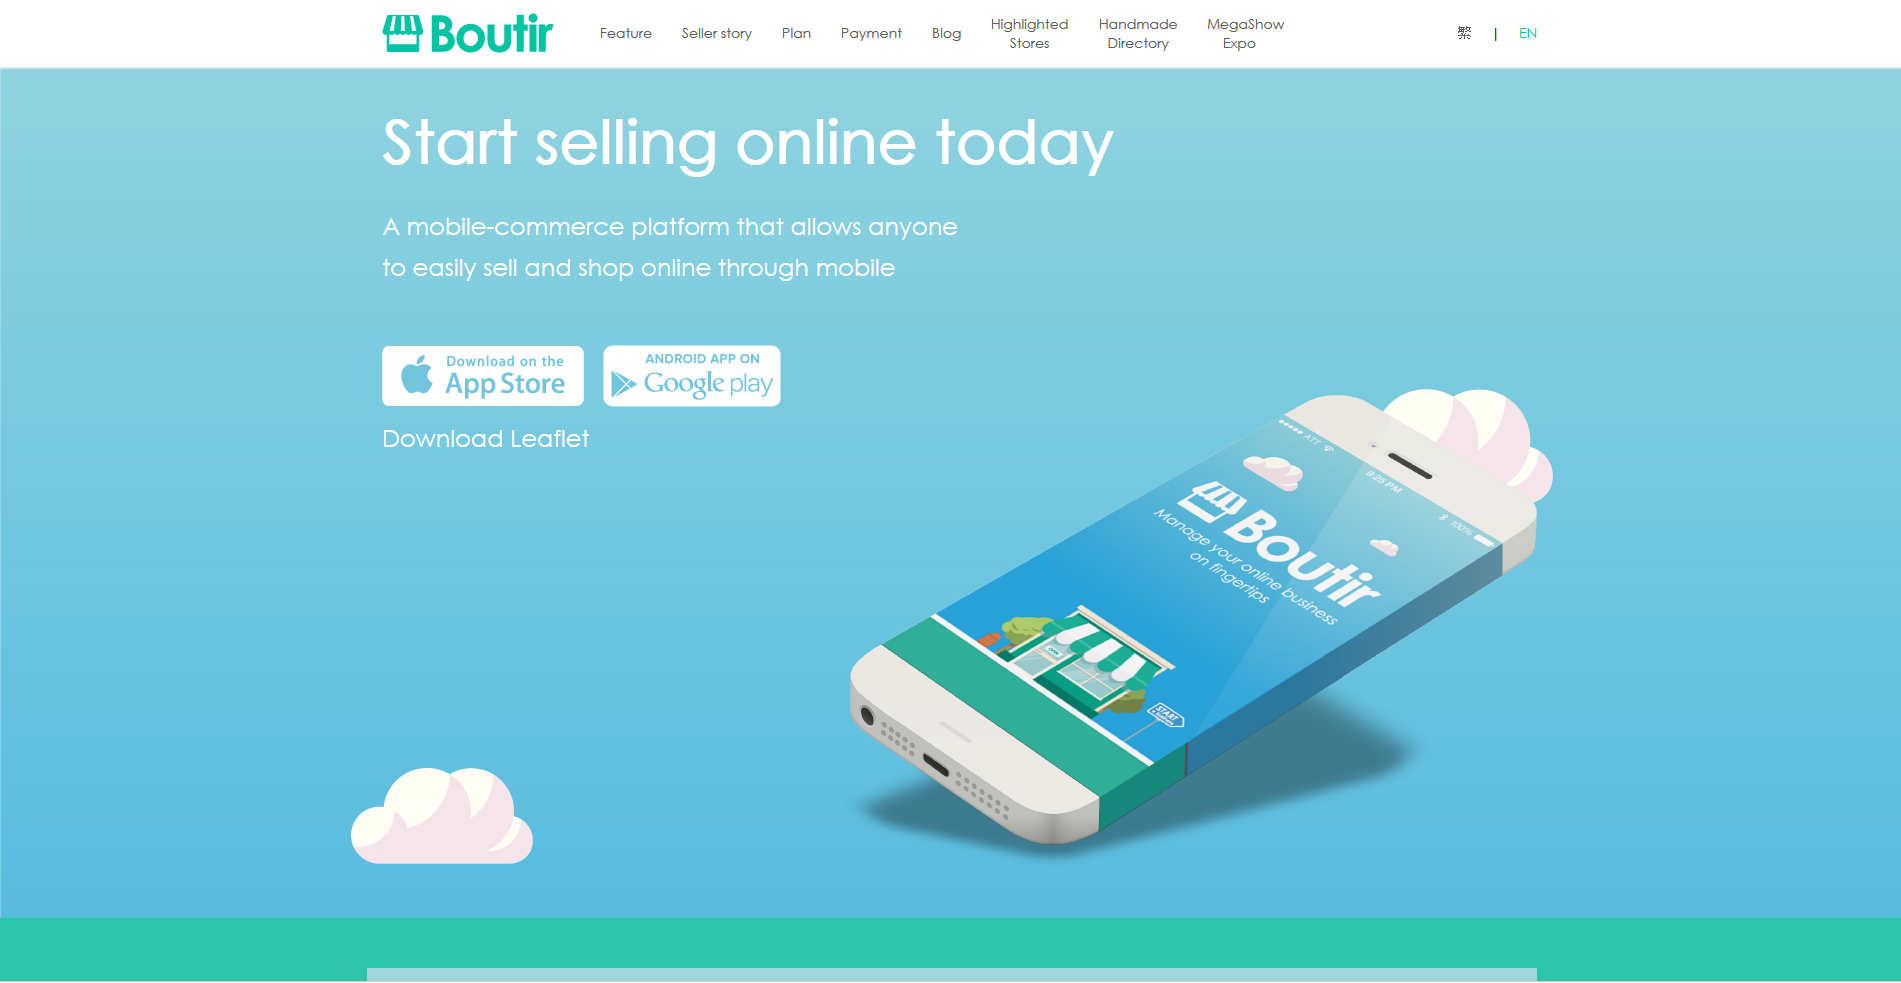 Boutir
Feature
Seller story
Plan
Payment
Blog
Highlighted
Stores
Handmade
Directory
MegaShow
Expo
繁 | EN
Start selling online today
A mobile-commerce platform that allows anyone
to easily sell and shop online through mobile
Download on the
App Store
ANDROID APP ON
Google play
Download Leaflet
ATT
9:25 PM
100%
Boutir
Manage your online business
on fingertips
OPEN
START